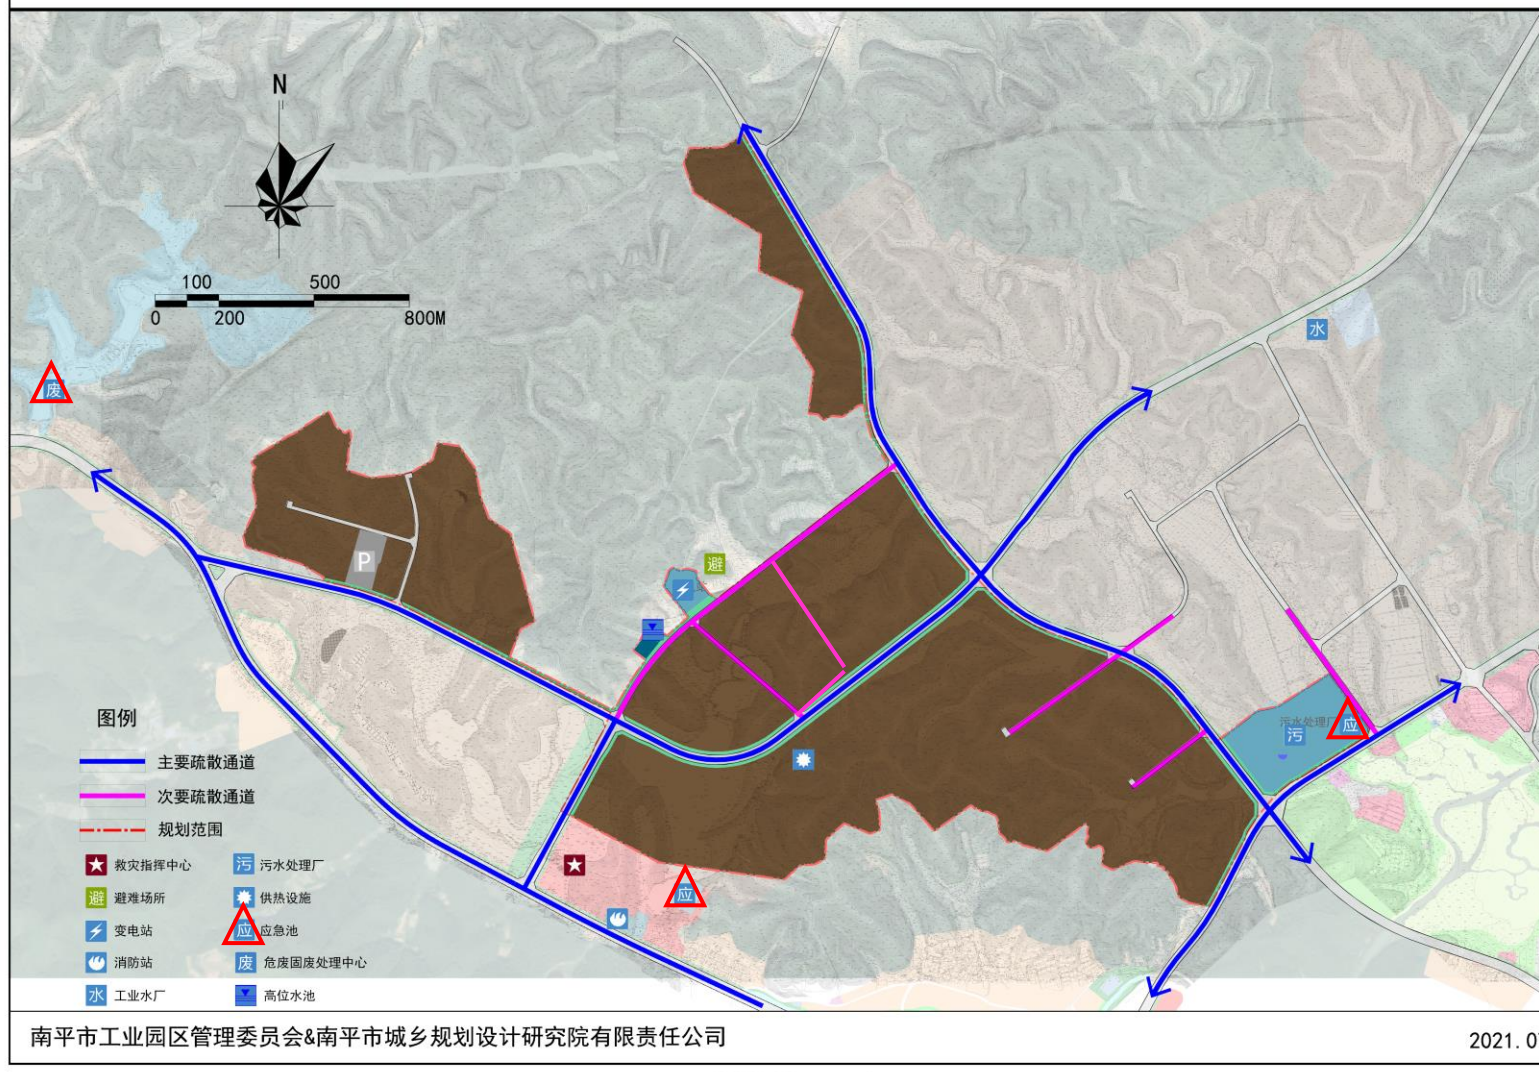 N
100 500
0 200 800M
废
水
P
避
污水处理厂
应
污
应
图例
主要疏散通道
次要疏散通道
规划范围
救灾指挥中心 污 污水处理厂
避 避难场所 供热设施
变电站 应 应急池
消防站 废 危废固废处理中心
水 工业水厂 高位水池
南平市工业园区管理委员会&南平市城乡规划设计研究院有限责任公司
2021.0